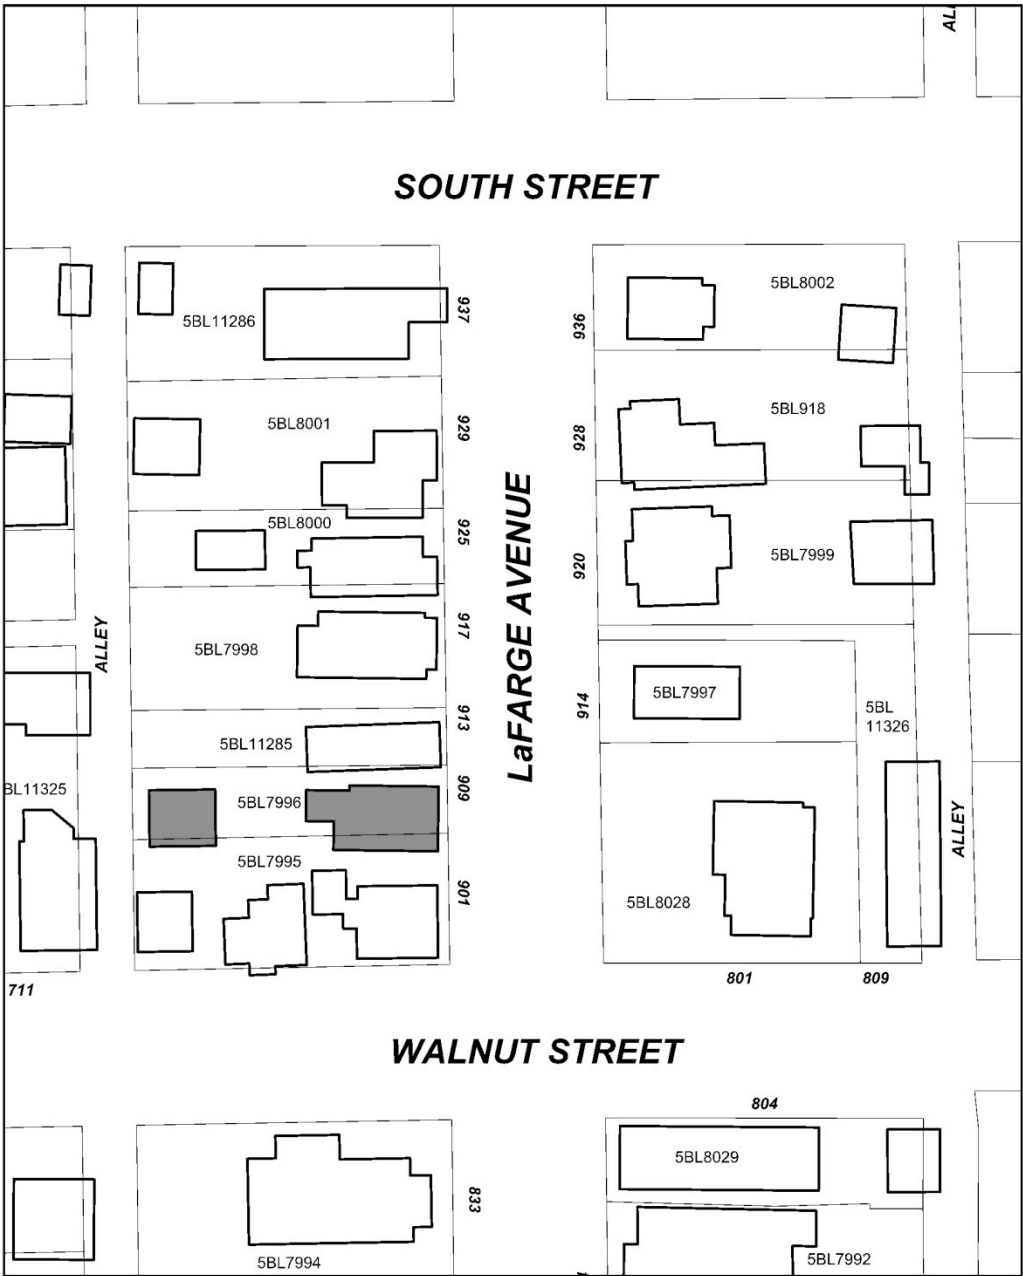 ALL
SOUTH STREET
5BL8002
5BL11286
937
936
5BL918
5BL8001
929
928
5BL8000
925
5BL7999
920
917
ALLEY
5BL7998
LaFARGE AVENUE
5BL7997
914
913
5BL
11326
5BL11285
BL11325
5BL7996
909
ALLEY
5BL7995
901
5BL8028
711
801
809
WALNUT STREET
804
5BL8029
833
5BL7994
5BL7992